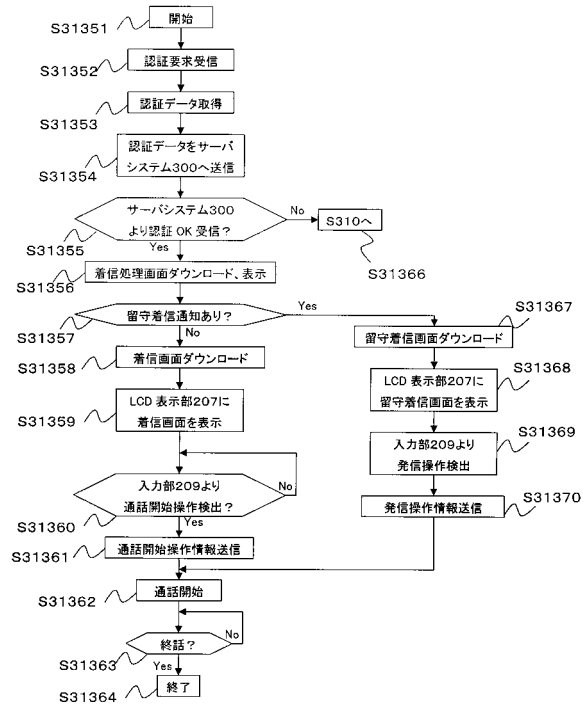 開始
S31351
認証要求受信
S31352
認証データ取得
S31353
認証データをサーバ
システム300へ送信
S31354
サーバシステム300
より認証 OK 受信？
No
S310へ
S31355
Yes
S31366
着信処理画面ダウンロード、表示
S31356
留守着信通知あり？
Yes
S31357
No
S31367
留守着信画面ダウンロード
着信画面ダウンロード
S31358
LCD 表示部207に
留守着信画面を表示
S31368
LCD 表示部207に
着信画面を表示
S31359
入力部209より
発信操作検出
S31369
入力部209より
通話開始操作検出？
No
S31360
Yes
発信操作情報送信
S31370
通話開始操作情報送信
S31361
通話開始
S31362
終話？
No
S31363
Yes
終了
S31364